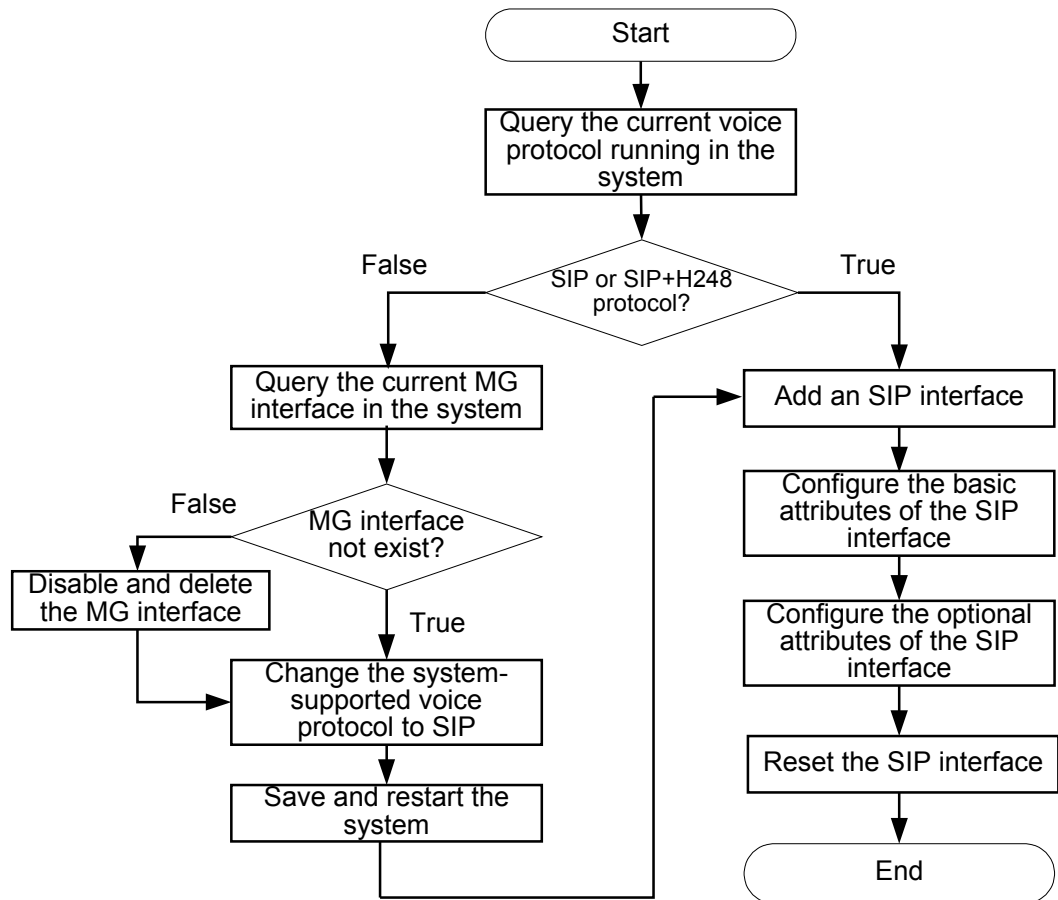 Start
Query the current voice
protocol running in the
system
False
True
SIP or SIP+H248
protocol?
Query the current MG
interface in the system
Add an SIP interface
False
MG interface
not exist?
Configure the basic
attributes of the SIP
interface
Disable and delete
the MG interface
True
Configure the optional
attributes of the SIP
interface
Change the system-
supported voice
protocol to SIP
Reset the SIP interface
Save and restart the
system
End